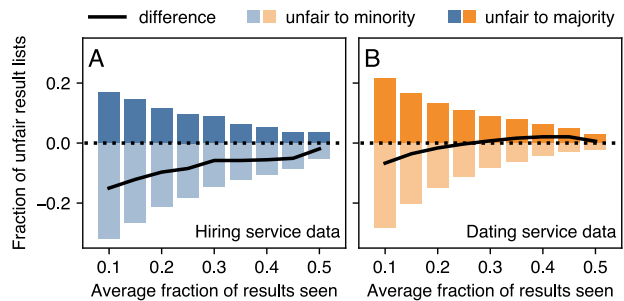 difference unfair to minority unfair to majority
A B
Fraction of unfair result lists
0.2
0.0
−0.2
Hiring service data Dating service data
0.1 0.2 0.3 0.4 0.5 0.1 0.2 0.3 0.4 0.5
Average fraction of results seen Average fraction of results seen